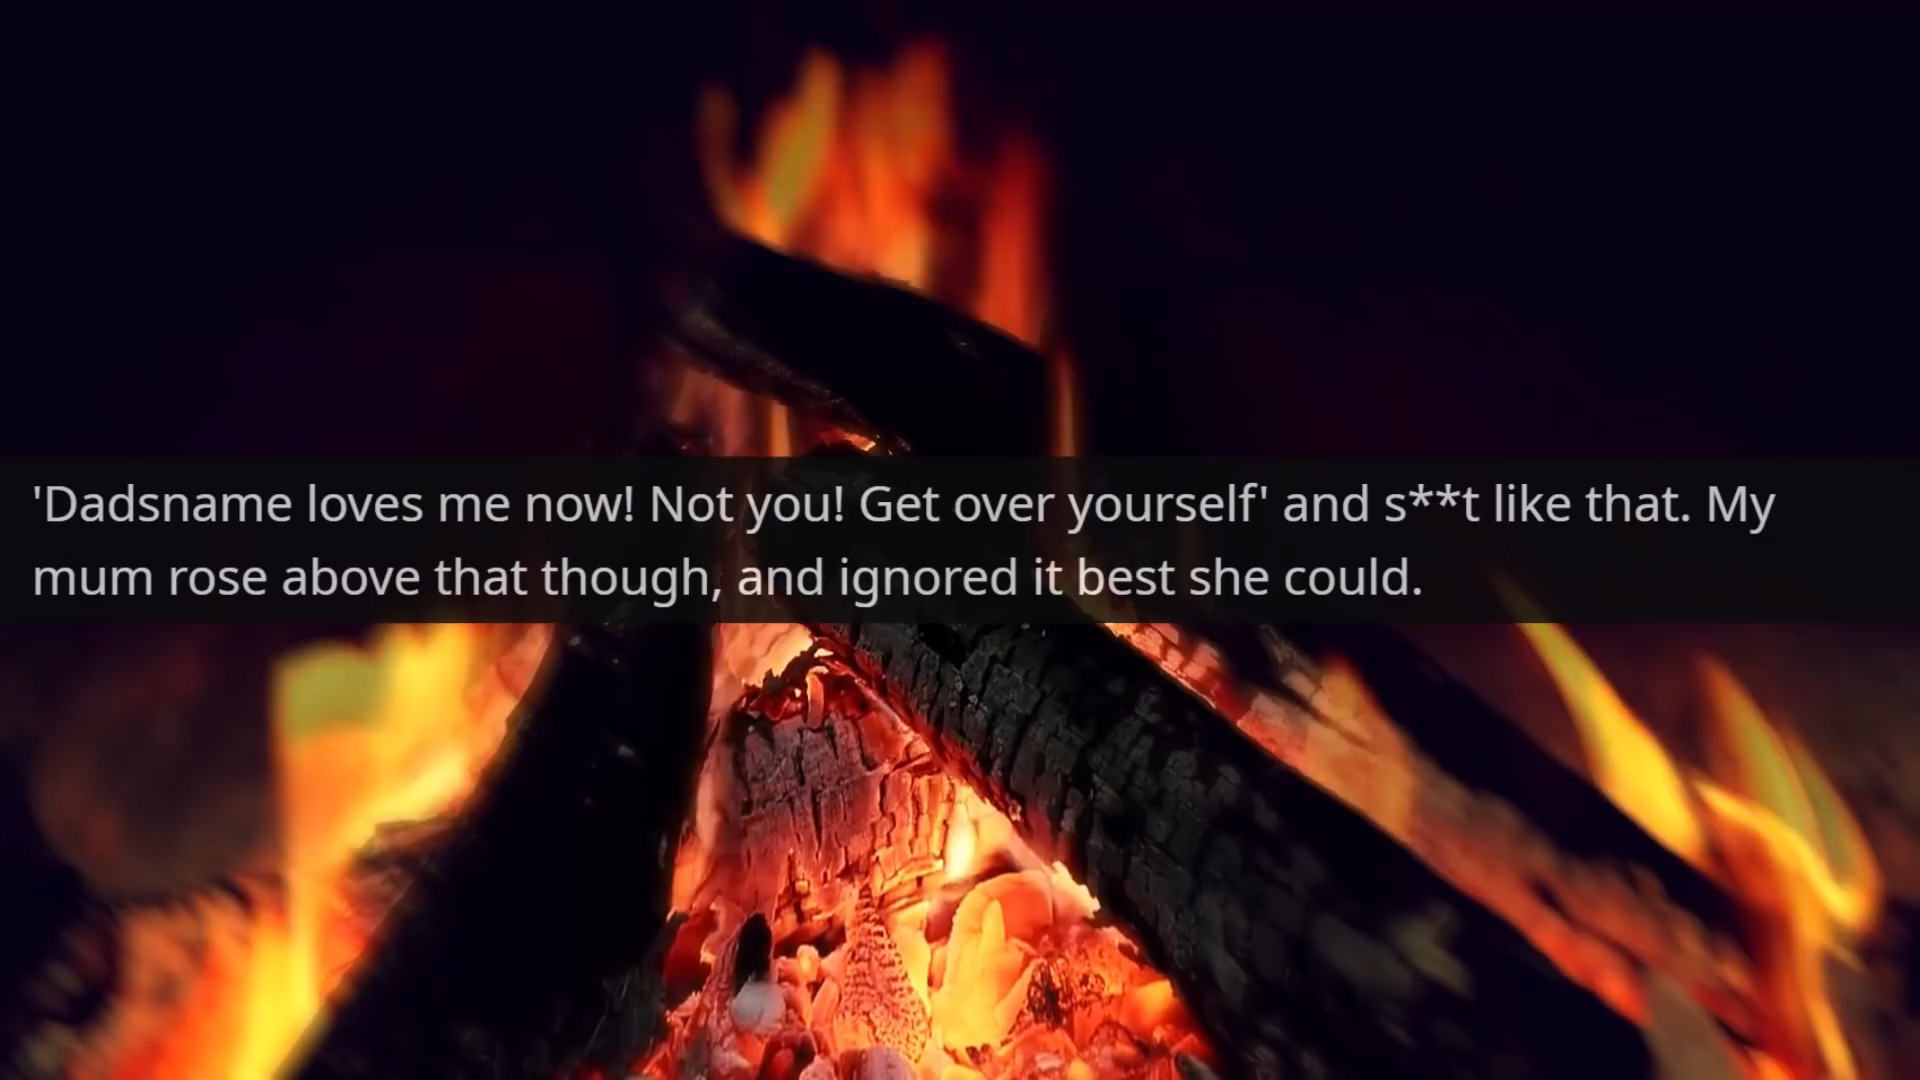 'Dadsname loves me now! Not you! Get over yourself' and s**t like that. My
mum rose above that though, and ignored it best she could.